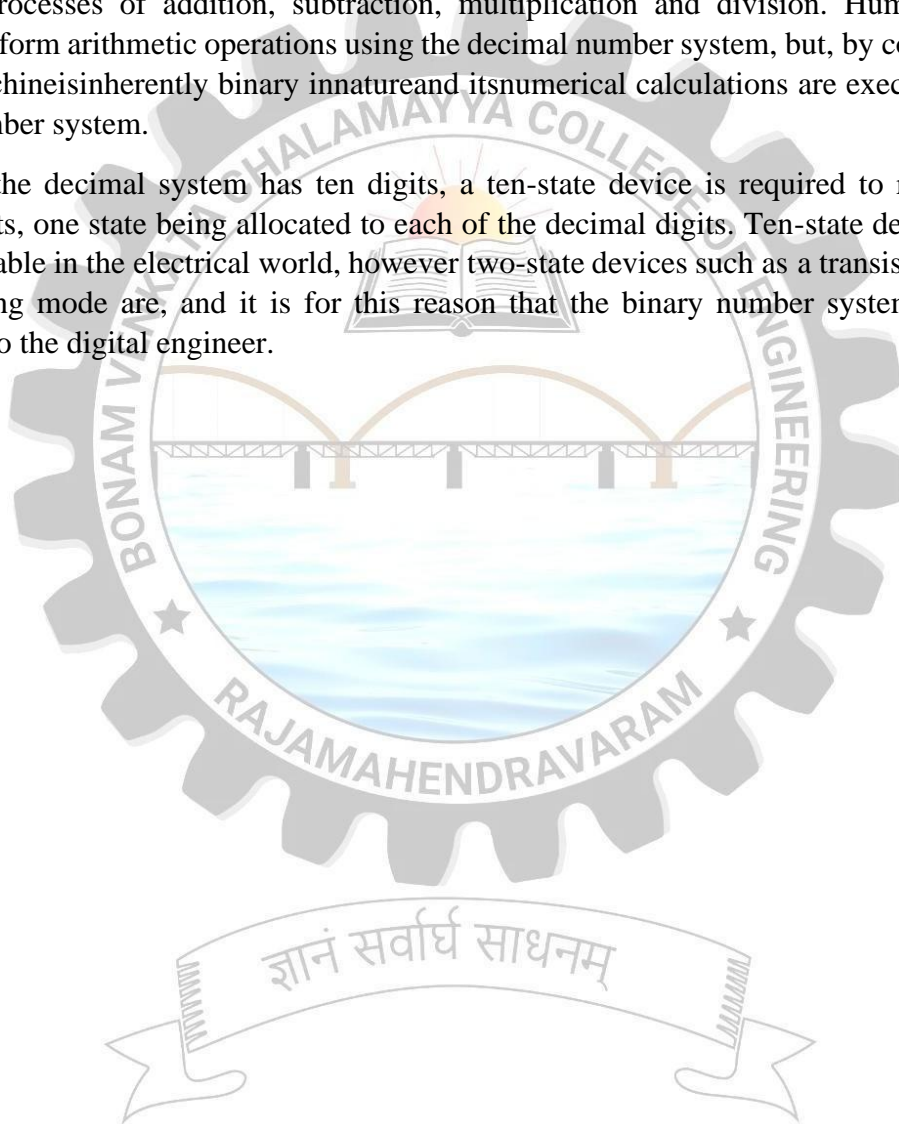 rocesses of addition, subtraction, multiplication and division. Hum
form arithmetic operations using the decimal number system, but, by c
chineisinherently binary innatureand itsnumerical calculations are exec
ber system.
the decimal system has ten digits, a ten-state device is required to
ts, one state being allocated to each of the decimal digits. Ten-state de
able in the electrical world, however two-state devices such as a transis
ng mode are, and it is for this reason that the binary number system
o the digital engineer.
BONAM VENKATA CHALAMAYYA COLLEGE OF ENGINEERING
RAJAMAHENDRAVARAM
ज्ञानं सर्वार्घ साधनम्